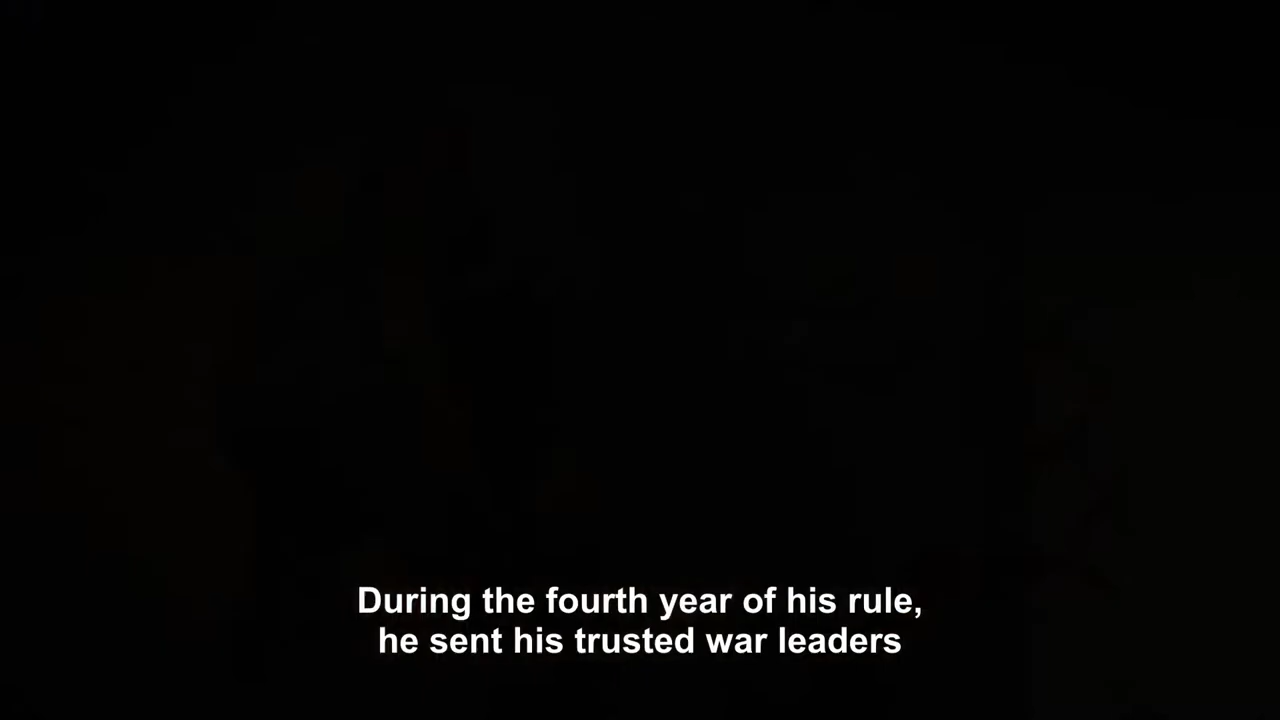 During the fourth year of his rule,
he sent his trusted war leaders